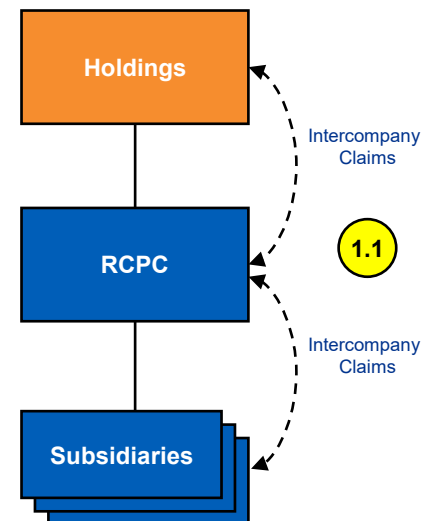 Holdings
Intercompany
Claims
RCPC
1.1
Intercompany
Claims
Subsidiaries